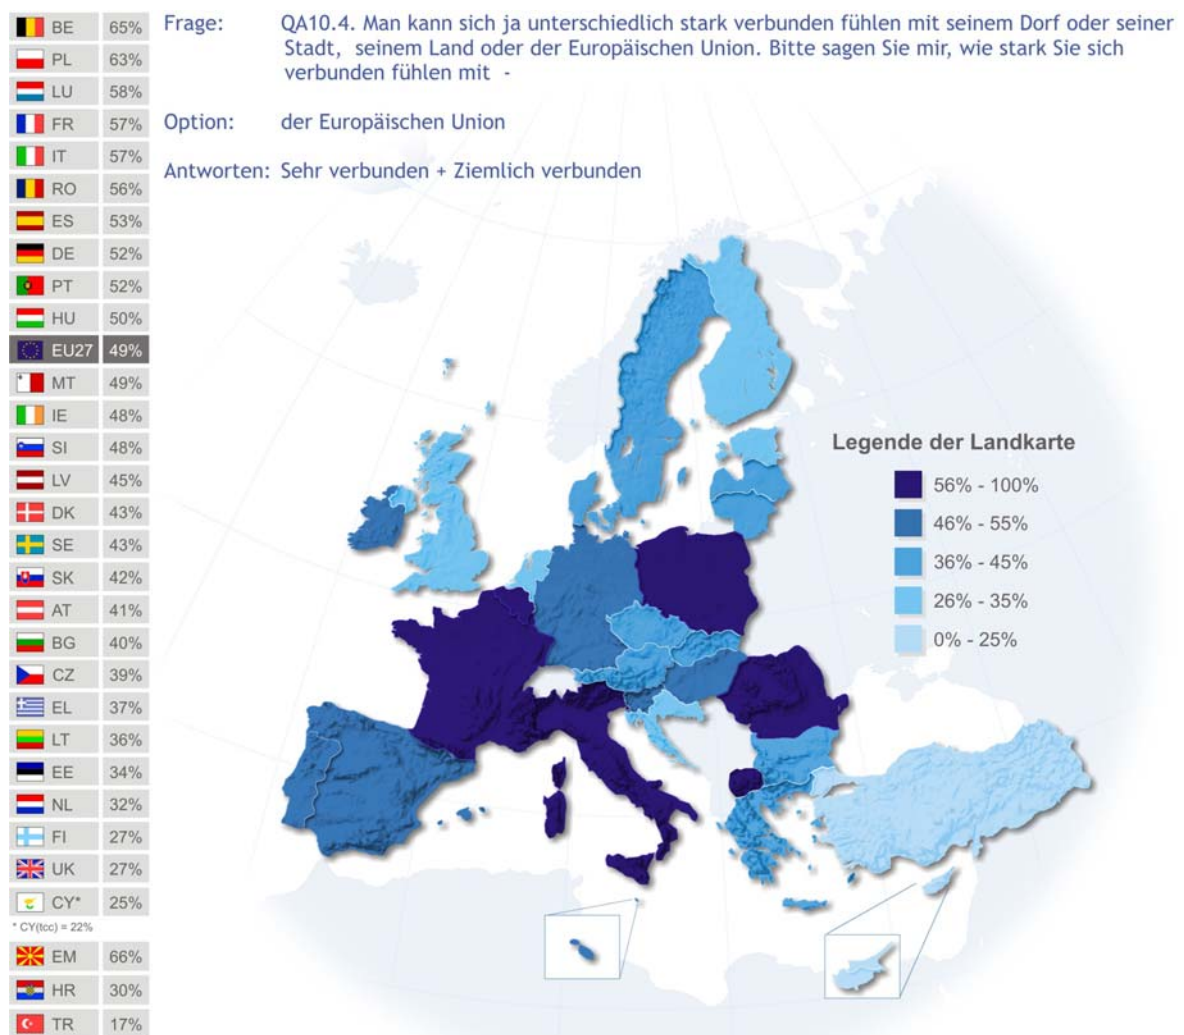 BE 65%
PL 63%
LU 58%
FR 57%
IT 57%
RO 56%
ES 53%
DE 52%
PT 52%
HU 50%
EU27 49%
MT 49%
IE 48%
SI 48%
LV 45%
DK 43%
SE 43%
SK 42%
AT 41%
BG 40%
CZ 39%
EL 37%
LT 36%
EE 34%
NL 32%
FI 27%
UK 27%
CY* 25%
* CY(tcc) = 22%
EM 66%
HR 30%
TR 17%
Frage: QA10.4. Man kann sich ja unterschiedlich stark verbunden fühlen mit seinem Dorf oder seiner
Stadt, seinem Land oder der Europäischen Union. Bitte sagen Sie mir, wie stark Sie sich
verbunden fühlen mit -
Option: der Europäischen Union
Antworten: Sehr verbunden + Ziemlich verbunden
Legende der Landkarte
56% - 100%
46% - 55%
36% - 45%
26% - 35%
0% - 25%